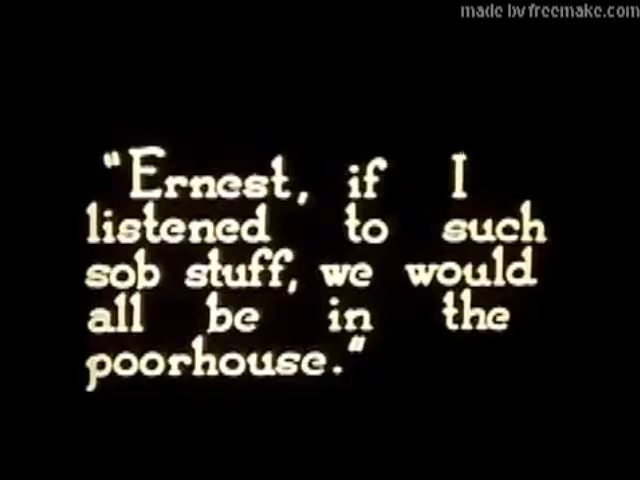 made by freemake.com
"Ernest, if I
listened to such
sob stuff, we would
all be in the
poorhouse."